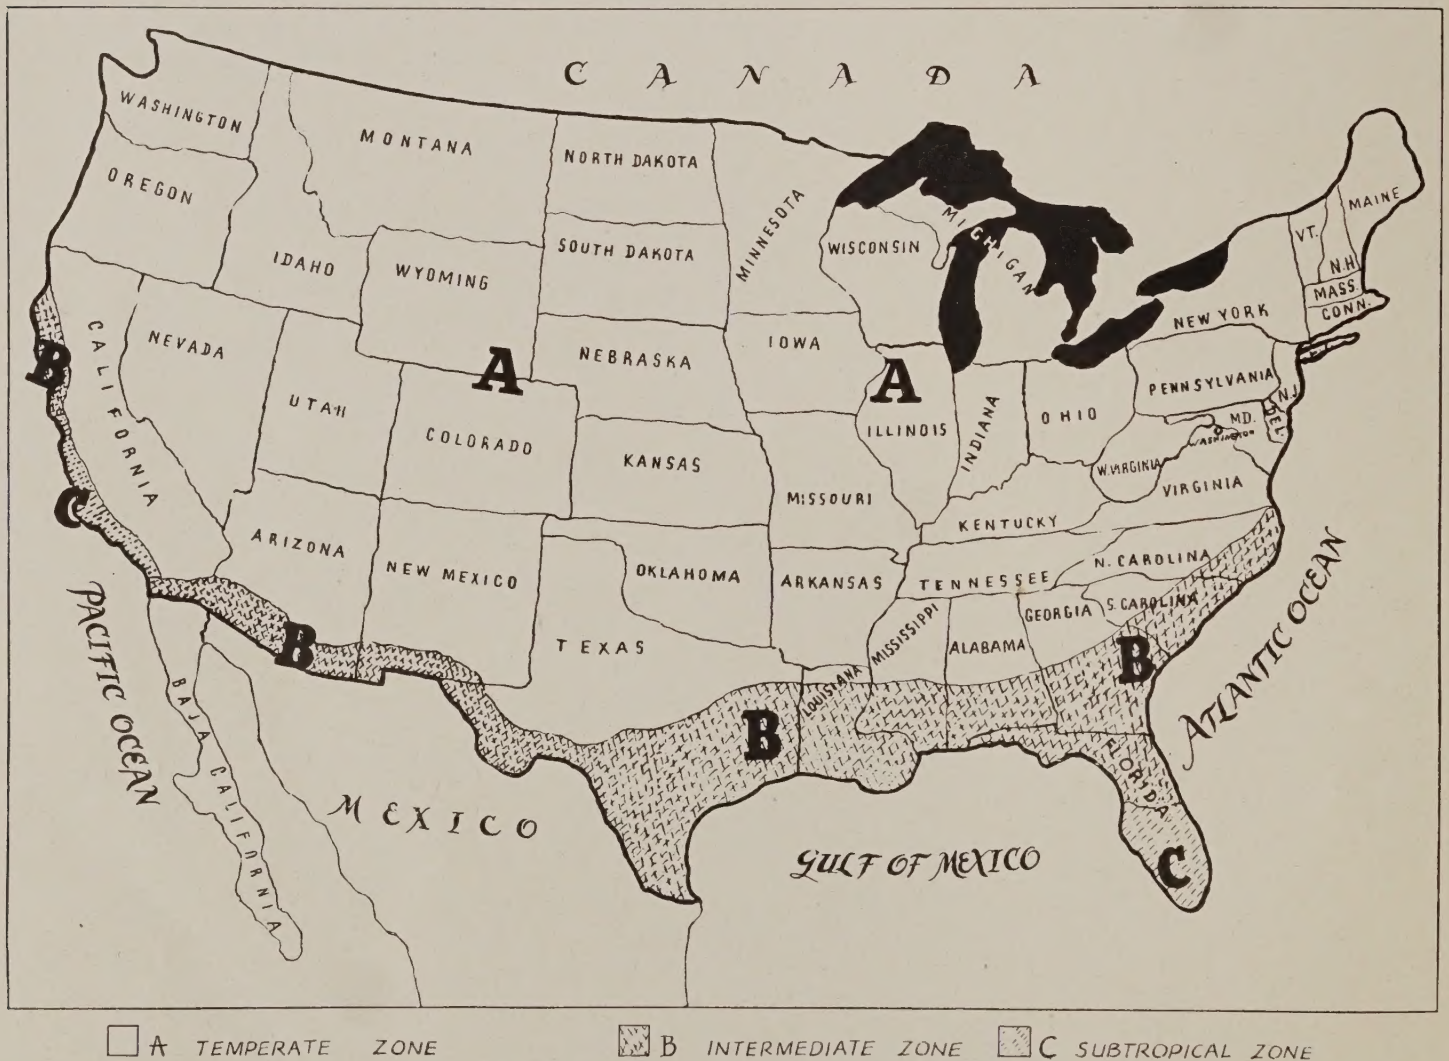 CANADA
WASHINGTON
MONTANA
NORTH DAKOTA
MINNESOTA
OREGON
IDAHO
WYOMING
SOUTH DAKOTA
WISCONSIN
MICHIGAN
MAINE
VT.
N.H
MASS.
CONN.
NEW YORK
CALIFORNIA
NEVADA
UTAH
COLORADO
NEBRASKA
IOWA
ILLINOIS
INDIANA
OHIO
PENNSYLVANIA
N.J.
MD.
DEL.
WASHINGTON
W. VIRGINIA
VIRGINIA
KANSAS
MISSOURI
KENTUCKY
ARIZONA
NEW MEXICO
OKLAHOMA
ARKANSAS
TENNESSEE
N. CAROLINA
S. CAROLINA
GEORGIA
ALABAMA
MISSISSIPPI
LOUISIANA
TEXAS
FLORIDA
A
A
B
C
B
B
B
C
PACIFIC OCEAN
BAJA CALIFORNIA
MEXICO
GULF OF MEXICO
ATLANTIC OCEAN
A TEMPERATE ZONE
B INTERMEDIATE ZONE
C SUBTROPICAL ZONE